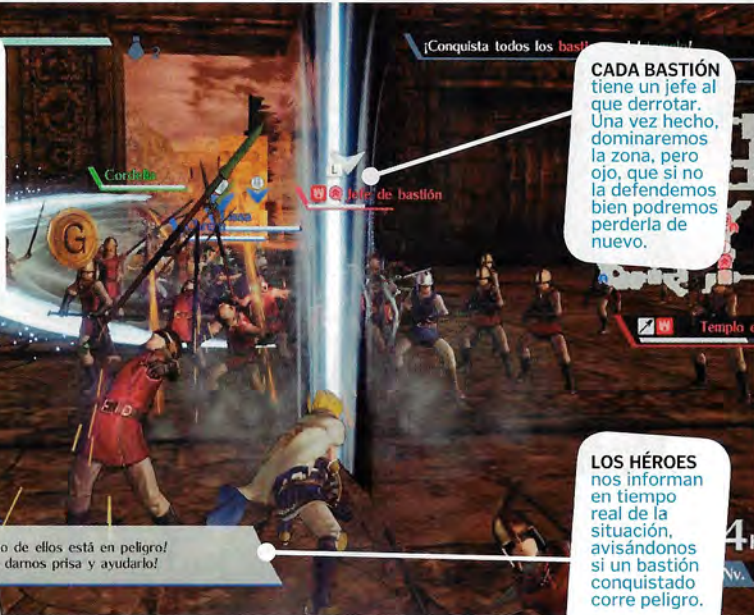 2
¡Conquista todos los
CADA BASTIÓN
tiene un jefe al
que derrotar.
Una vez hecho,
dominaremos
la zona, pero
ojo, que si no
la defendemos
bien podremos
perderla de
nuevo.
Cordelia
L
G
Jefe de bastión
Templo
LOS HÉROES
nos informan
en tiempo
real de la
situación,
avisándonos
si un bastión
conquistado
corre peligro.
o de ellos está en peligro!
darnos prisa y ayudarlo!
4
Nv.